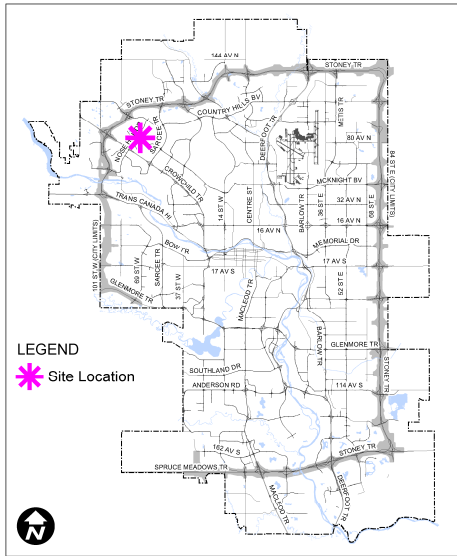 144 AV N
STONEY TR
STONEY TR
COUNTRY HILLS BV
METIS TR
NOSE
SARCEE TR
DEERFOOT TR
80 AV N
CROWCHILD TR
MCKNIGHT BV
84 ST E (CITY LIMITS)
TRANS CANADA HI
14 ST W
CENTRE ST
BARLOW TR
36 ST E
32 AV N
68 ST E
16 AV N
16 AV N
101 ST W (CITY LIMITS)
BOW TR
MEMORIAL DR
69 ST W
SARCEE TR
37 ST W
17 AV S
17 AV S
GLENMORE TR
MACLEOD TR
52 ST E
BARLOW TR
GLENMORE TR
STONEY TR
LEGEND
Site Location
SOUTHLAND DR
ANDERSON RD
114 AV S
162 AV S
STONEY TR
SPRUCE MEADOWS TR
MACLEOD TR
DEERFOOT TR
N